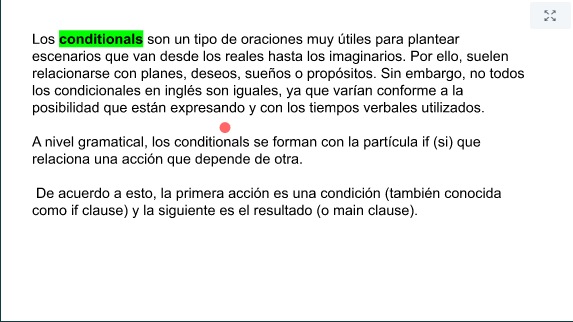 Los conditionals son un tipo de oraciones muy útiles para plantear
escenarios que van desde los reales hasta los imaginarios. Por ello, suelen
relacionarse con planes, deseos, sueños o propósitos. Sin embargo, no todos
los condicionales en inglés son iguales, ya que varían conforme a la
posibilidad que están expresando y con los tiempos verbales utilizados.
A nivel gramatical, los conditionals se forman con la partícula if (si) que
relaciona una acción que depende de otra.
De acuerdo a esto, la primera acción es una condición (también conocida
como if clause) y la siguiente es el resultado (o main clause).